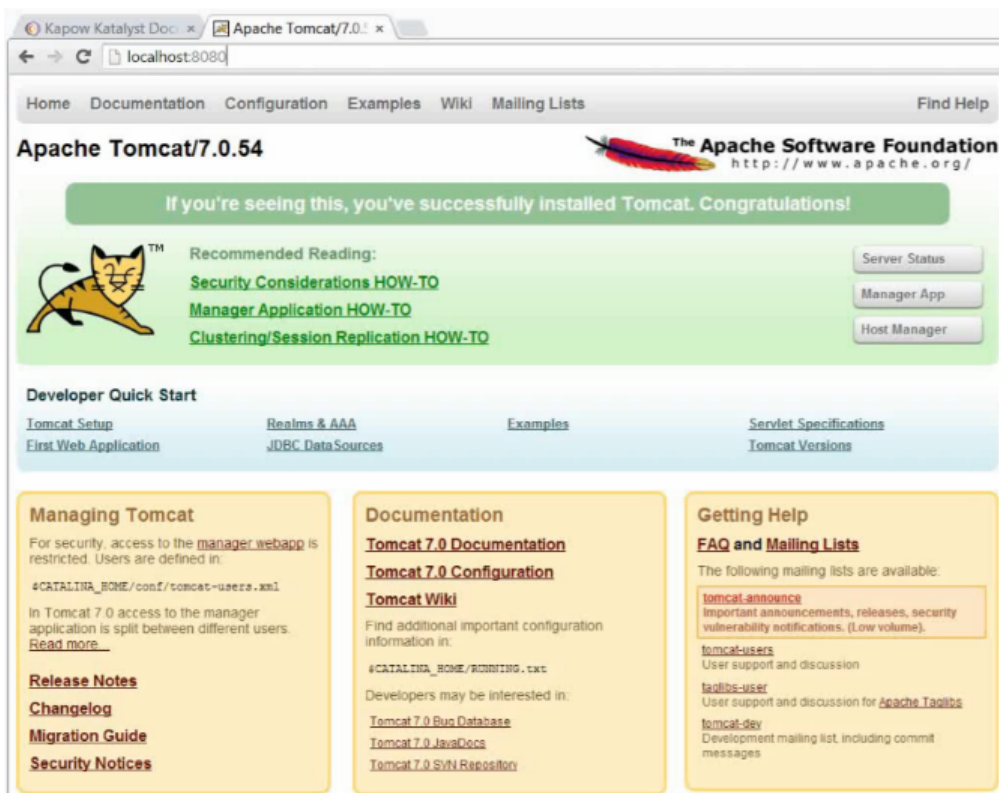 Kapow Katalyst Doc
Apache Tomcat/7.0.5
localhost:8080
Home Documentation Configuration Examples Wiki Mailing Lists Find Help
Apache Tomcat/7.0.54
The Apache Software Foundation
http://www.apache.org/
If you're seeing this, you've successfully installed Tomcat. Congratulations!
TM
Recommended Reading:
Security Considerations HOW-TO
Manager Application HOW-TO
Clustering/Session Replication HOW-TO
Server Status
Manager App
Host Manager
Developer Quick Start
Tomcat Setup
First Web Application
Realms & AAA
JDBC DataSources
Examples
Servlet Specifications
Tomcat Versions
Managing Tomcat
For security, access to the manager webapp is
restricted. Users are defined in:
$CATALINA_HOME/conf/tomcat-users.xml
In Tomcat 7.0 access to the manager
application is split between different users.
Read more...
Release Notes
Changelog
Migration Guide
Security Notices
Documentation
Tomcat 7.0 Documentation
Tomcat 7.0 Configuration
Tomcat Wiki
Find additional important configuration
information in:
$CATALINA_HOME/RUNNING.txt
Developers may be interested in:
Tomcat 7.0 Bug Database
Tomcat 7.0 JavaDocs
Tomcat 7.0 SVN Repository
Getting Help
FAQ and Mailing Lists
The following mailing lists are available:
tomcat-announce
Important announcements, releases, security
vulnerability notifications. (Low volume).
tomcat-users
User support and discussion
taglibs-user
User support and discussion for Apache Taglibs
tomcat-dev
Development mailing list, including commit
messages